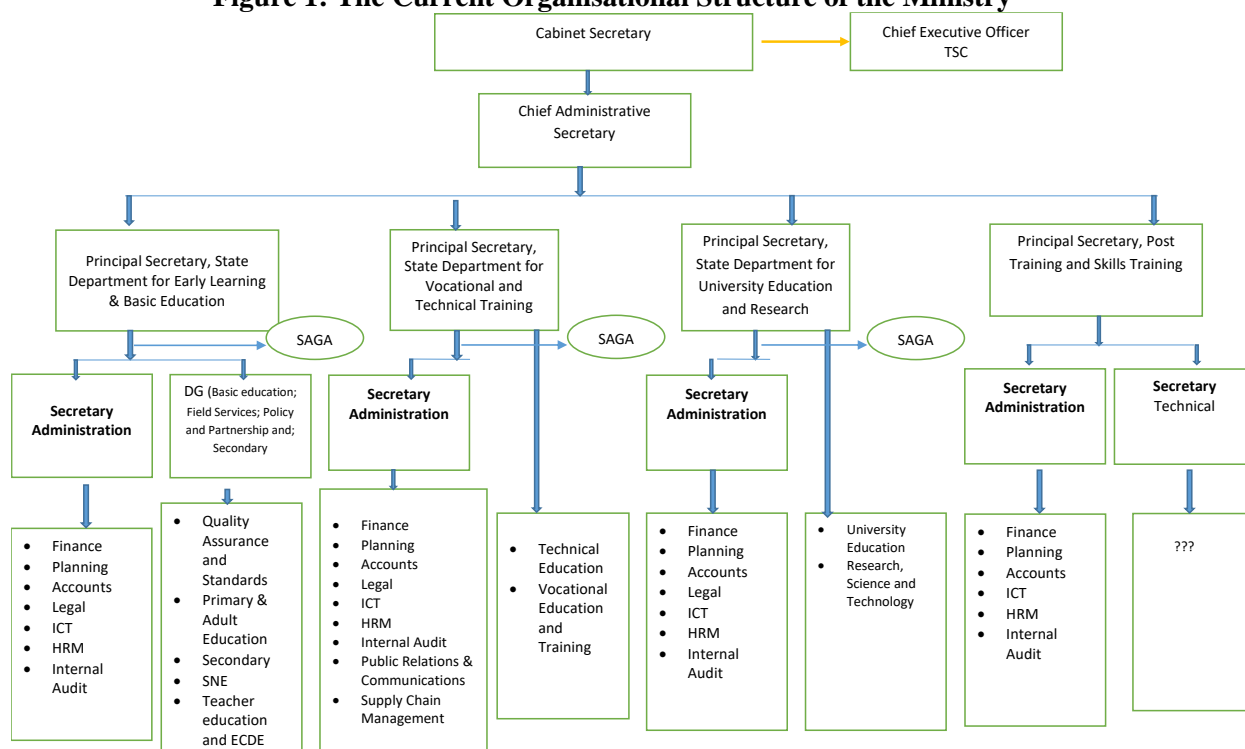 Figure 1: The Current Organisational Structure of the Ministry
Cabinet Secretary
Chief Executive Officer
TSC
Chief Administrative
Secretary
Principal Secretary, State
Department for Early Learning
& Basic Education
Principal Secretary,
State Department for
Vocational and
Technical Training
Principal Secretary,
State Department for
University Education
and Research
Principal Secretary, Post
Training and Skills Training
SAGA
SAGA
SAGA
Secretary
Administration
DG (Basic education;
Field Services; Policy
and Partnership and;
Secondary
Secretary
Administration
Secretary
Administration
Secretary
Administration
Secretary
Technical
• Finance
• Planning
• Accounts
• Legal
• ICT
• HRM
• Internal
Audit
• Quality
Assurance
and
Standards
• Primary &
Adult
Education
• Secondary
• SNE
• Teacher
education
and ECDE
• Finance
• Planning
• Accounts
• Legal
• ICT
• HRM
• Internal Audit
• Public Relations &
Communications
• Supply Chain
Management
• Technical
Education
• Vocational
Education
and
Training
• Finance
• Planning
• Accounts
• Legal
• ICT
• HRM
• Internal
Audit
• University
Education
• Research,
Science and
Technology
• Finance
• Planning
• Accounts
• ICT
• HRM
• Internal
Audit
???